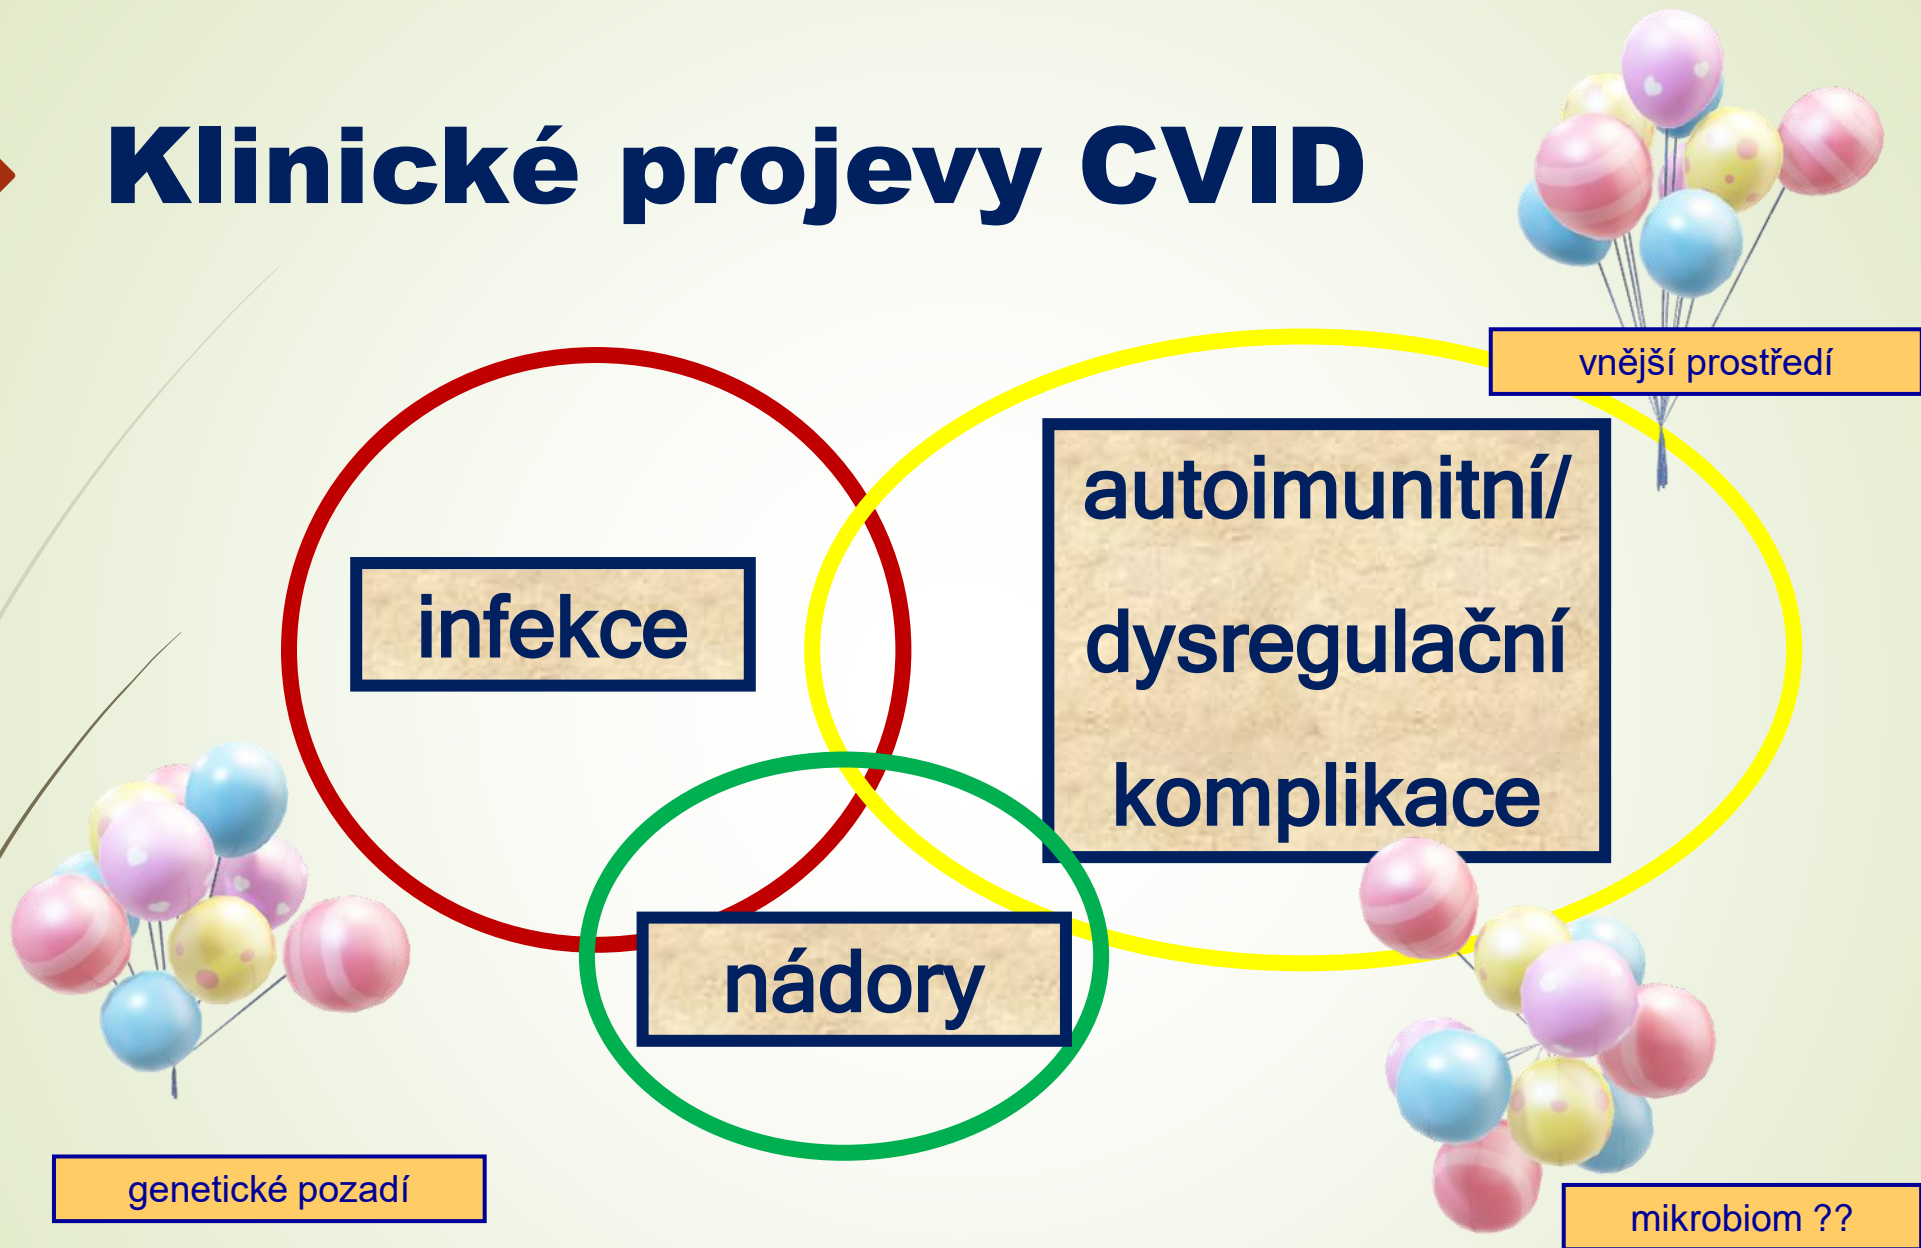 Klinické projevy CVID
vnější prostředí
infekce
autoimunitní/
dysregulační
komplikace
nádory
genetické pozadí
mikrobiom ??